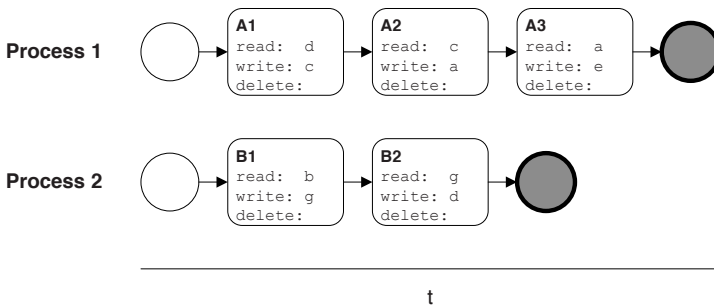 Process 1
A1
read: d
write: c
delete:
A2
read: c
write: a
delete:
A3
read: a
write: e
delete:
Process 2
B1
read: b
write: g
delete:
B2
read: g
write: d
delete:
t